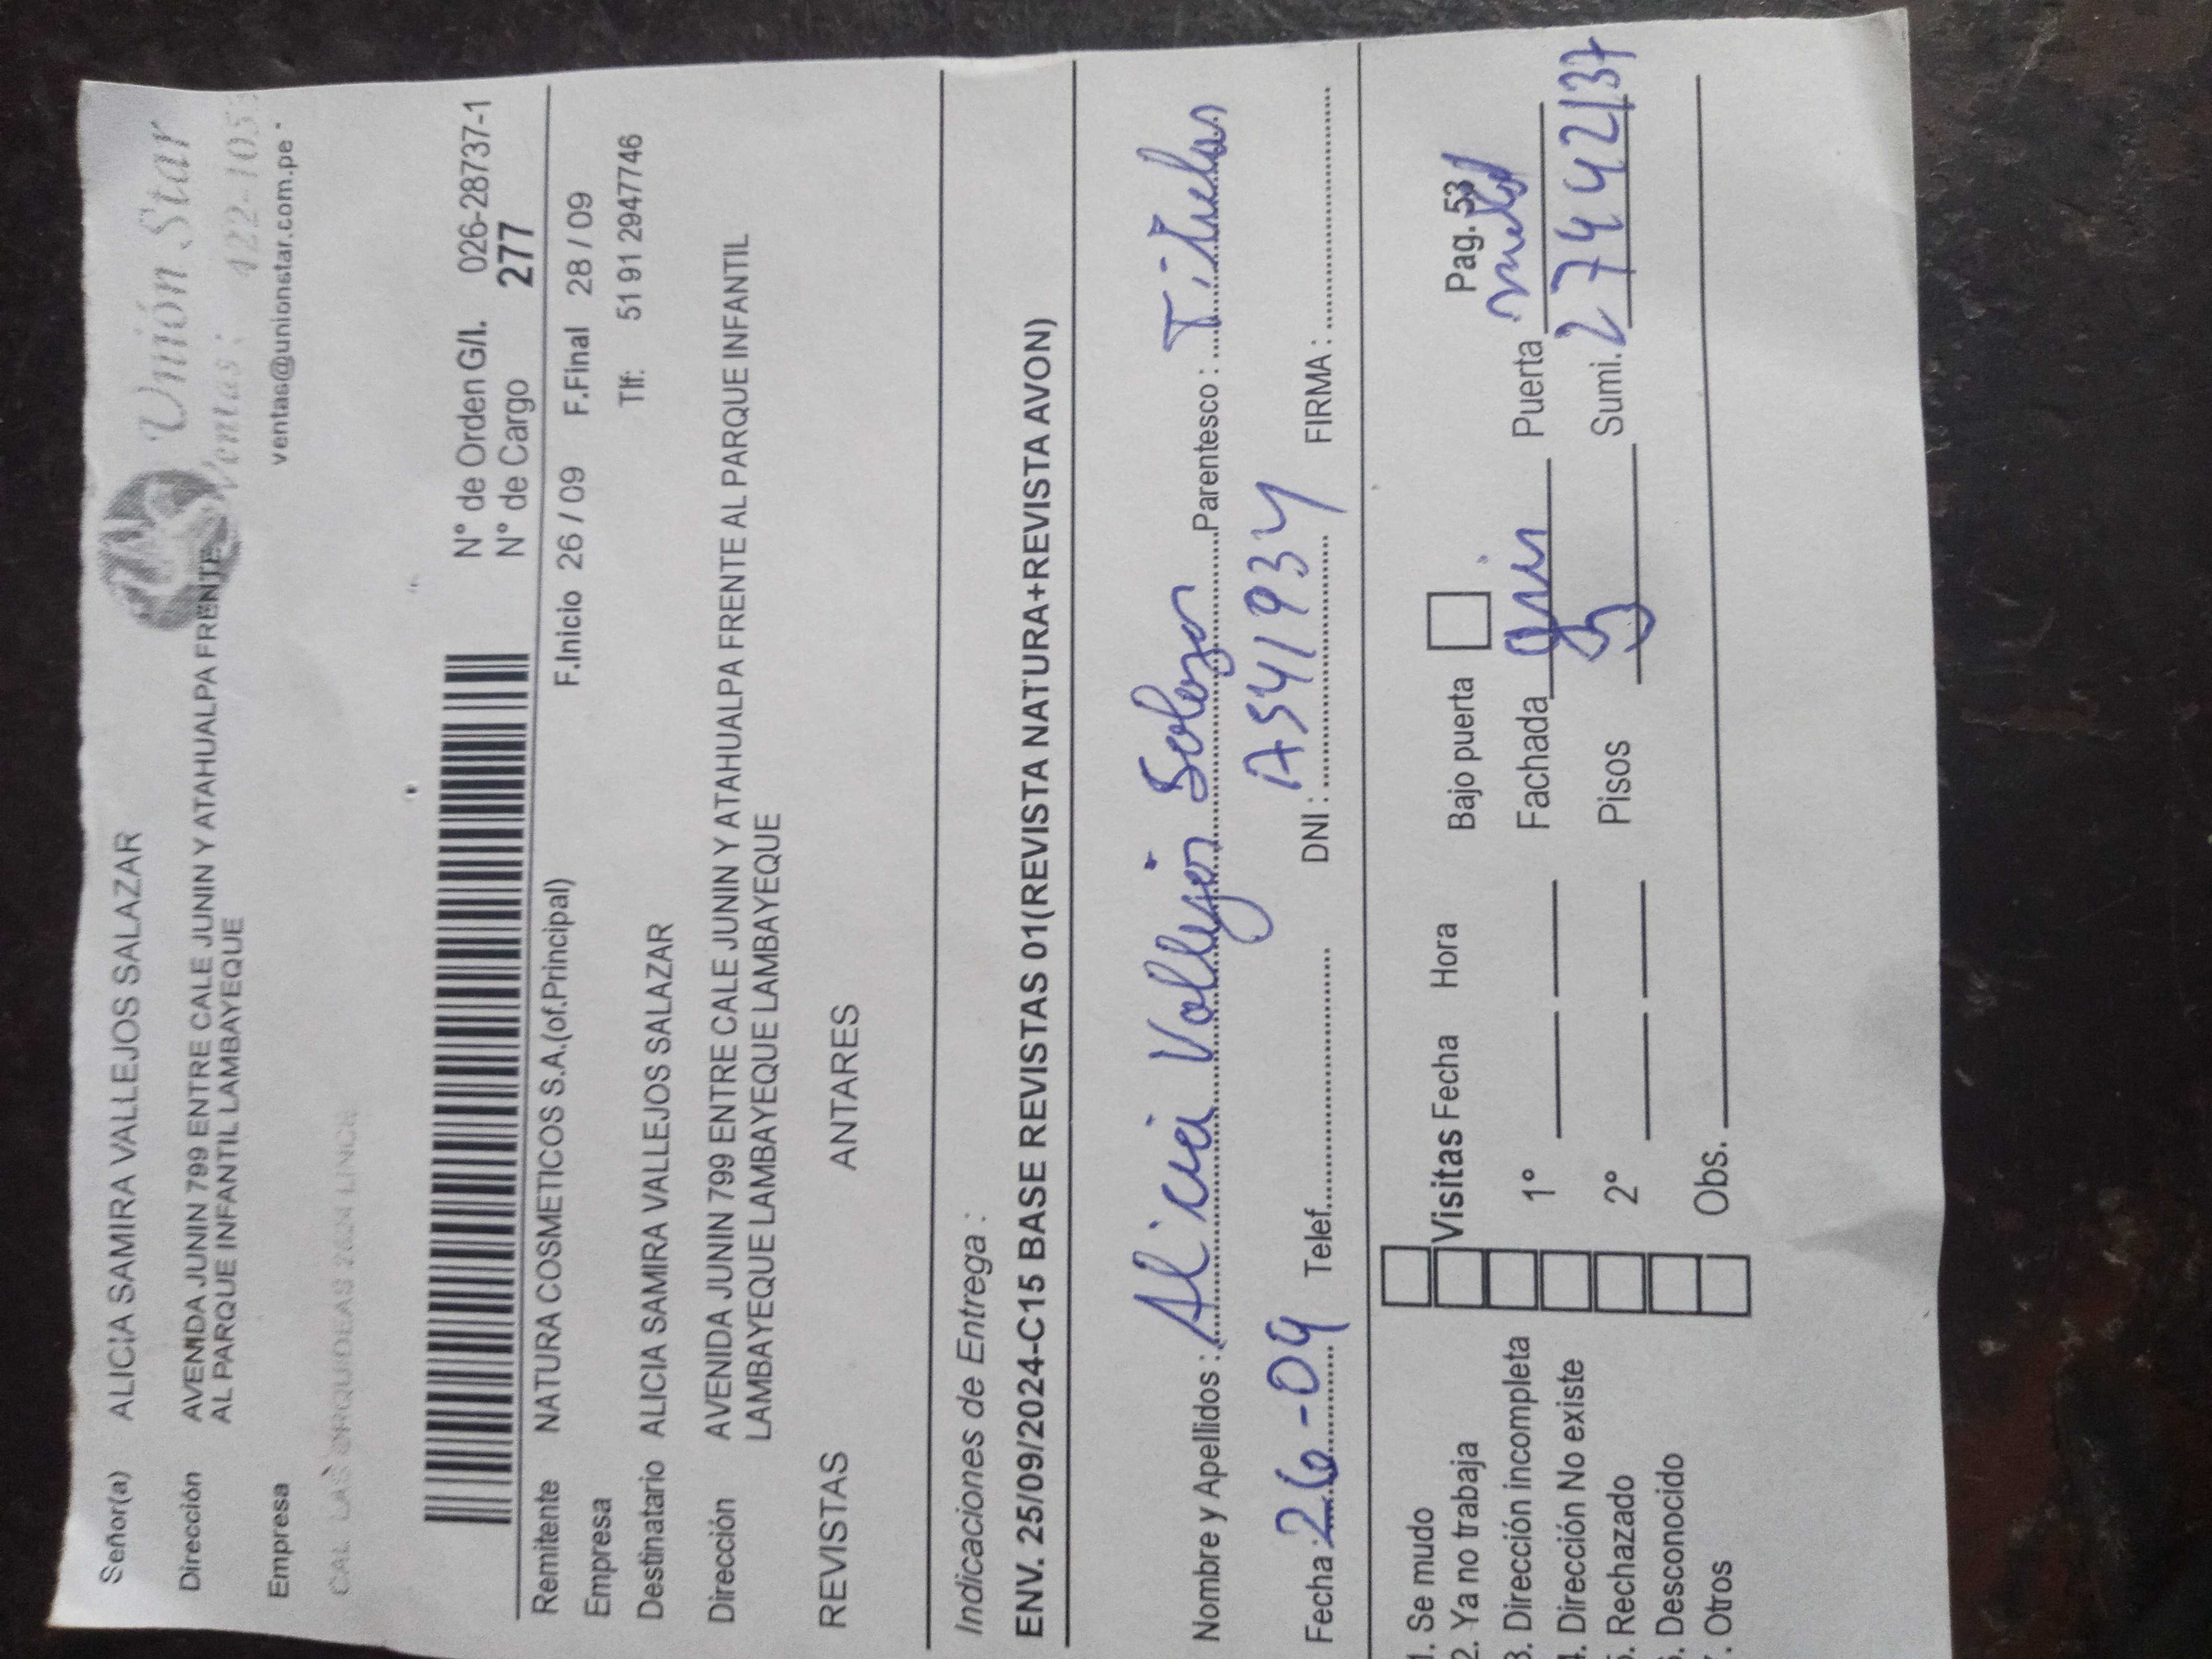 Señor(a) ALICIA SAMIRA VALLEJOS SALAZAR
Unión Star
Ventas: 422-105
Dirección AVENIDA JUNIN 799 ENTRE CALE JUNIN Y ATAHUALPA FRENTE
AL PARQUE INFANTIL LAMBAYEQUE
ventas@unionstar.com.pe
Empresa
CAL LAS ORQUIDEAS LINCE
N° de Orden G/I. 026-28737-1
N° de Cargo 277
Remitente NATURA COSMETICOS S.A.(of.Principal) F.Inicio 26 / 09 F.Final 28 / 09
Empresa Tlf: 51 91 2947746
Destinatario ALICIA SAMIRA VALLEJOS SALAZAR
Dirección AVENIDA JUNIN 799 ENTRE CALE JUNIN Y ATAHUALPA FRENTE AL PARQUE INFANTIL
LAMBAYEQUE LAMBAYEQUE LAMBAYEQUE
REVISTAS ANTARES
Indicaciones de Entrega :
ENV. 25/09/2024-C15 BASE REVISTAS 01(REVISTA NATURA+REVISTA AVON)
Nombre y Apellidos : Alicia Vallejos Salazar Parentesco : Titular
Fecha : 26-09 Telef. DNI : FIRMA :
Pag. 53
1. Se mudo
2. Ya no trabaja Visitas Fecha Hora Bajo puerta
3. Dirección incompleta 1° Fachada Puerta metal
4. Dirección No existe
5. Rechazado 2° Pisos Sumi. 27442137
6. Desconocido
7. Otros Obs.